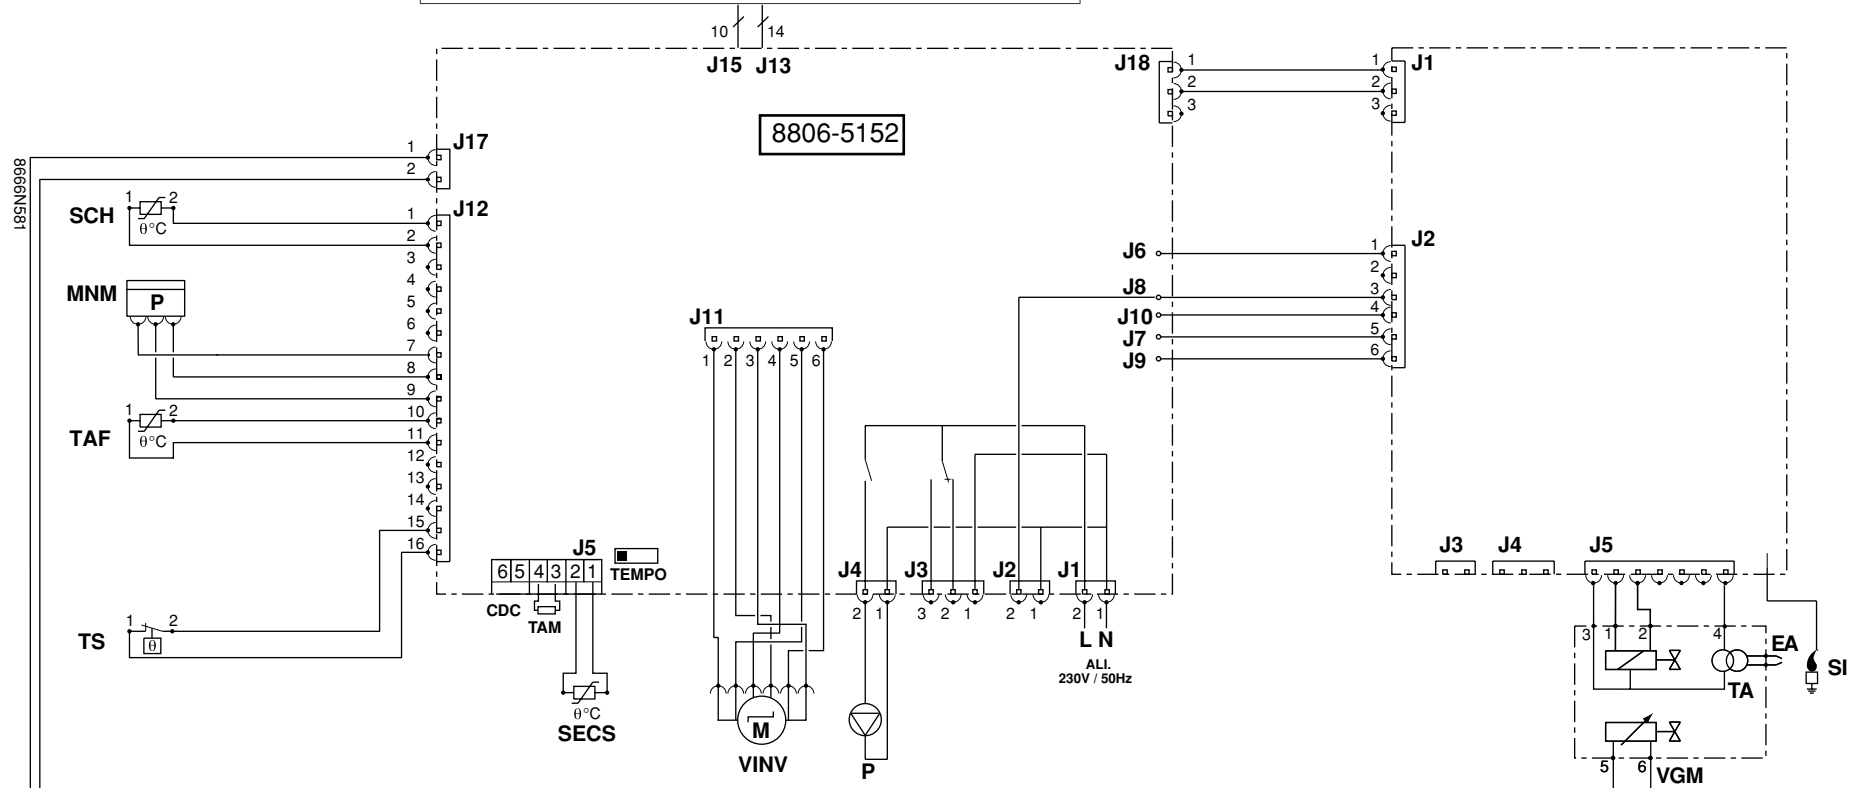 10 14
J15 J13
J18 1 1 J1
2 2
3 3
8806-5152
1 J17
2
8666N581
SCH 1 2 θ°C
J12
1
2
3
4
5
6
7
8
9
10
11
12
13
14
15
16
MNM P
TAF 1 2 θ°C
TS 1 2 θ
J6 1 J2
2
J8 3
J10 4
J7 5
J9 6
J11
1 2 3 4 5 6
J5
6 5 4 3 2 1
TEMPO
CDC
TAM
θ°C
SECS
M
VINV
J4 J3 J2 J1
2 1 3 2 1 2 1 2 1
L N
ALI.
230V / 50Hz
P
J3 J4 J5
3 1 2 4
EA
TA
SI
5 6 VGM